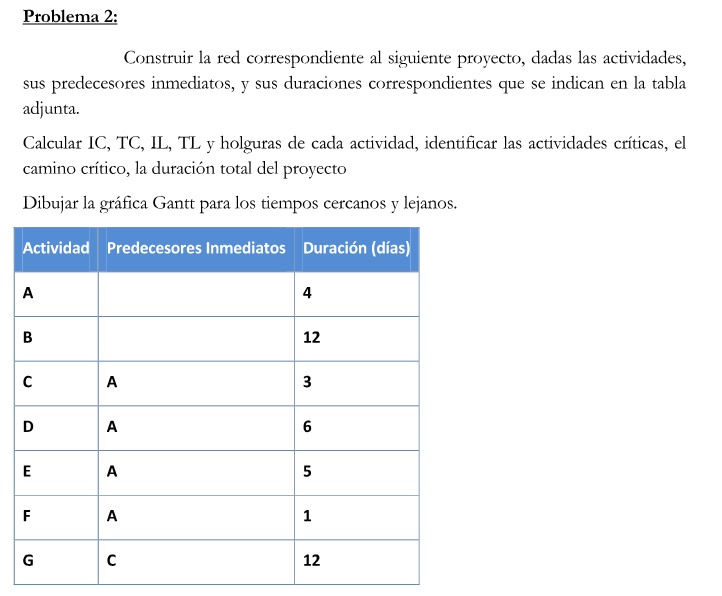 Problema 2:
Construir la red correspondiente al siguiente proyecto, dadas las actividades,
sus predecesores inmediatos, y sus duraciones correspondientes que se indican en la tabla
adjunta.
Calcular IC, TC, IL, TL y holguras de cada actividad, identificar las actividades críticas, el
camino crítico, la duración total del proyecto
Dibujar la gráfica Gantt para los tiempos cercanos y lejanos.
Actividad Predecesores Inmediatos Duración (días)
A 4
B 12
C A 3
D A 6
E A 5
F A 1
G C 12